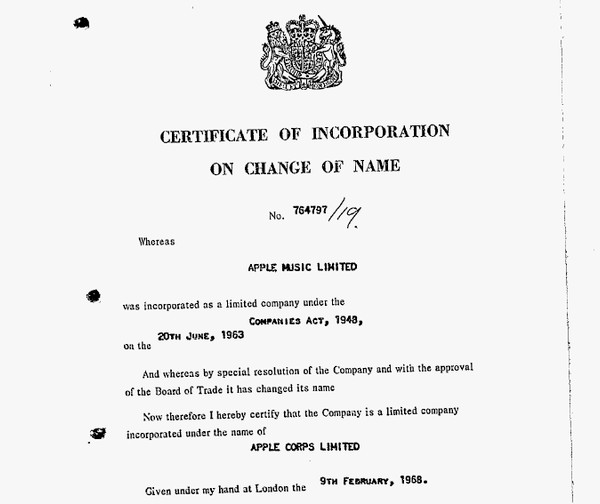 CERTIFICATE OF INCORPORATION
ON CHANGE OF NAME
No. 764797 /19.
Whereas
APPLE MUSIC LIMITED
was incorporated as a limited company under the
COMPANIES ACT, 1948,
on the 20TH JUNE, 1963
And whereas by special resolution of the Company and with the approval
of the Board of Trade it has changed its name
Now therefore I hereby certify that the Company is a limited company
incorporated under the name of
APPLE CORPS LIMITED
Given under my hand at London the 9TH FEBRUARY, 1968.